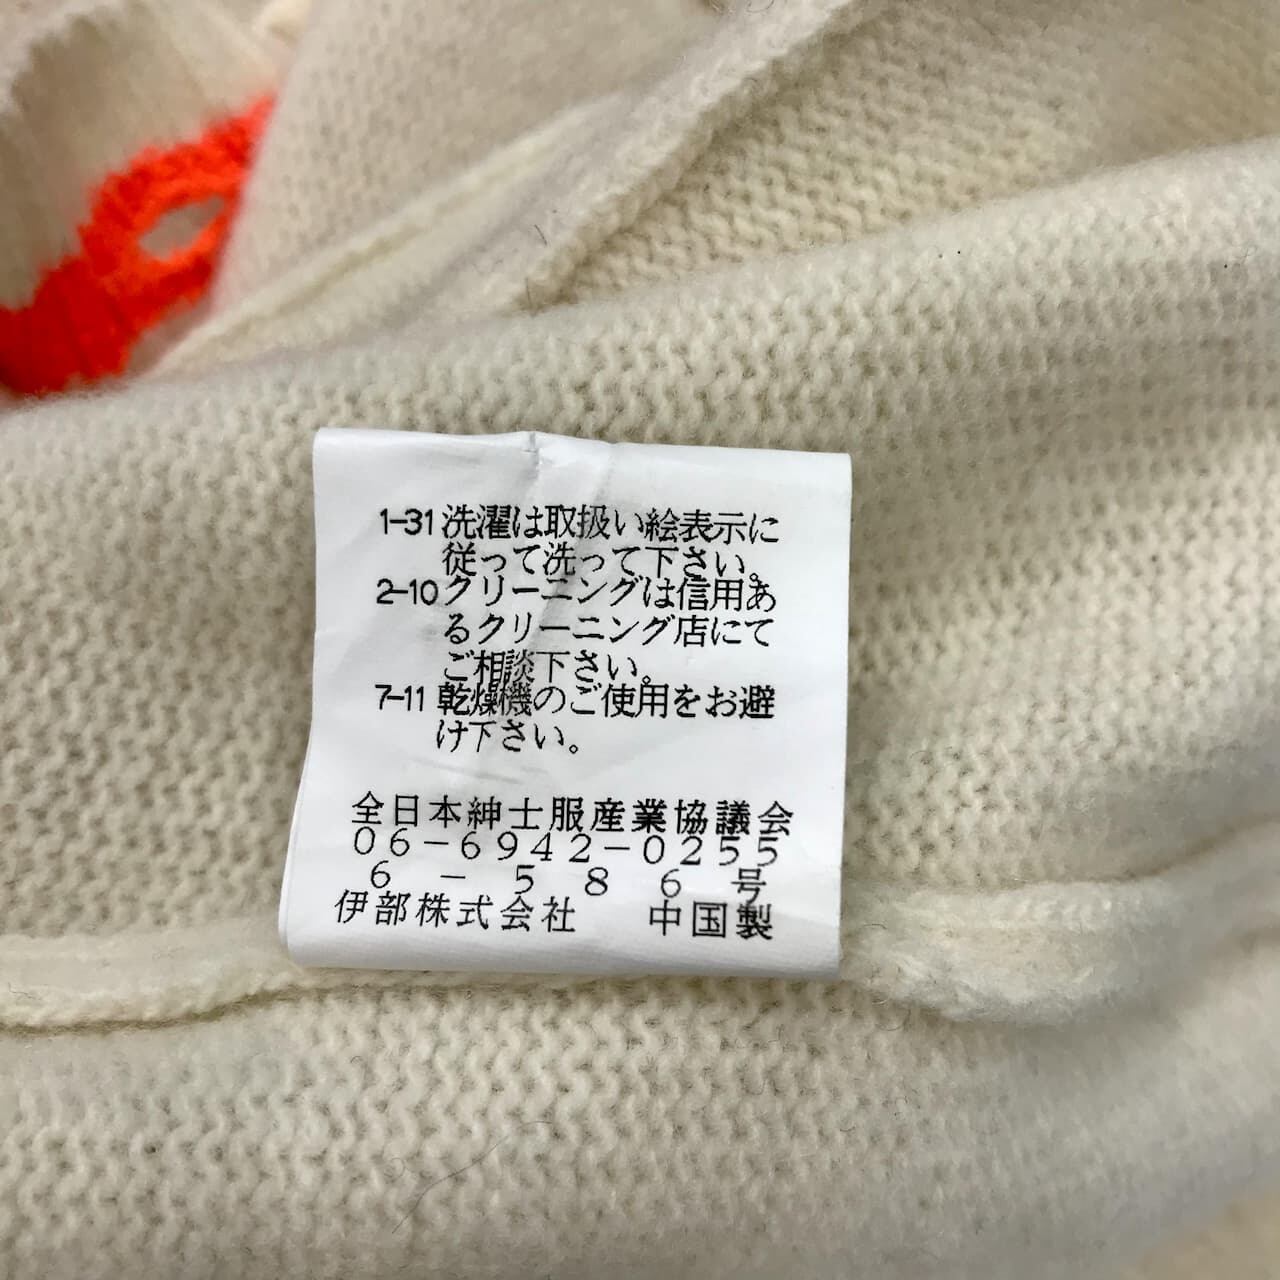 1-31 洗濯は取扱い絵表示に
従って洗って下さい。
2-10 クリーニングは信用あ
るクリーニング店にて
ご相談下さい。
7-11 乾燥機のご使用をお避
け下さい。
全日本紳士服産業協議会
06-6942-0255
6-586号
伊部株式会社 中国製